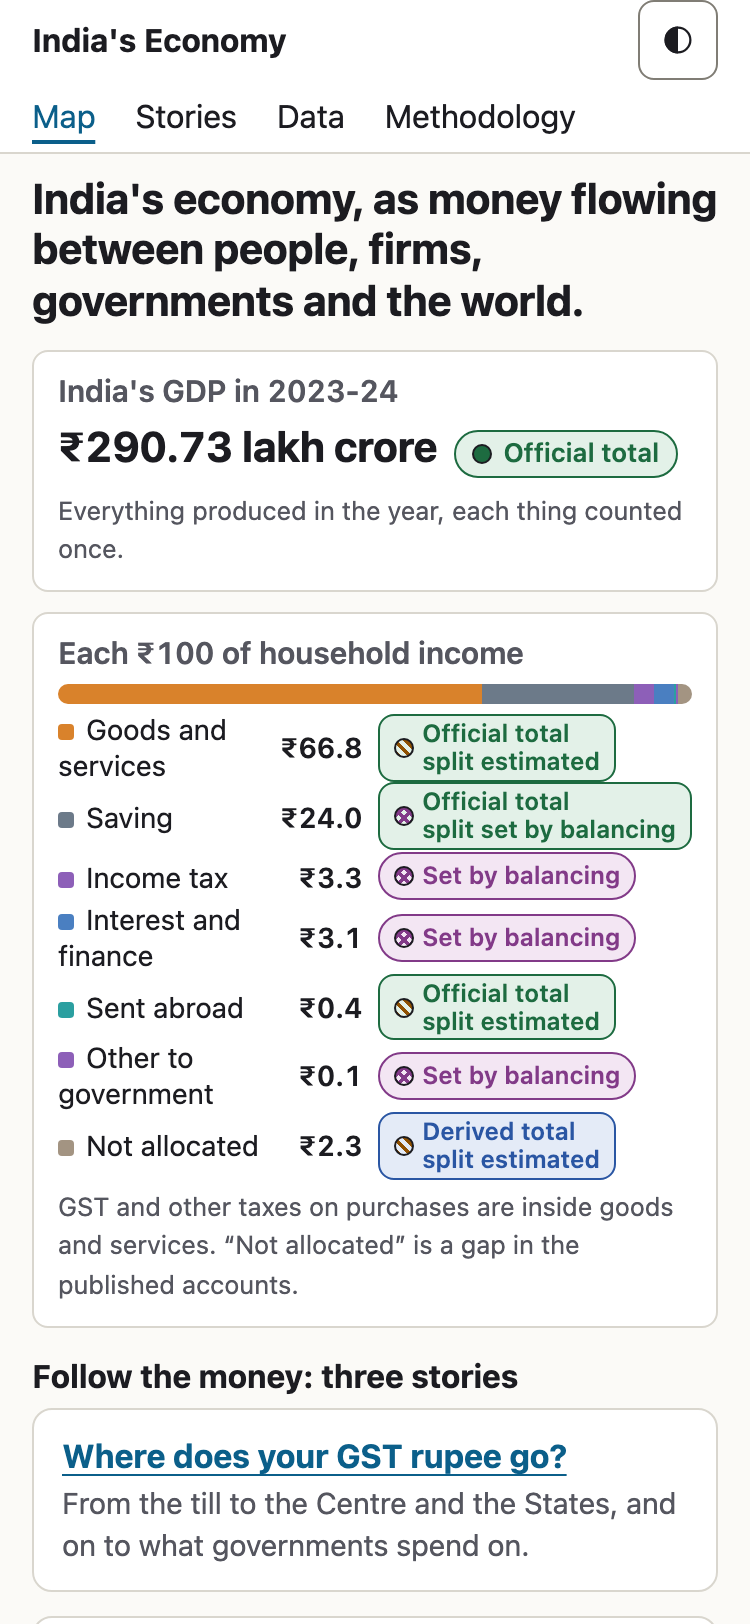 India's Economy
Map Stories Data Methodology
India's economy, as money flowing
between people, firms,
governments and the world.
India's GDP in 2023-24
₹290.73 lakh crore Official total
Everything produced in the year, each thing counted
once.
Each ₹100 of household income
Goods and services ₹66.8 Official total split estimated
Saving ₹24.0 Official total split set by balancing
Income tax ₹3.3 Set by balancing
Interest and finance ₹3.1 Set by balancing
Sent abroad ₹0.4 Official total split estimated
Other to government ₹0.1 Set by balancing
Not allocated ₹2.3 Derived total split estimated
GST and other taxes on purchases are inside goods
and services. “Not allocated” is a gap in the
published accounts.
Follow the money: three stories
Where does your GST rupee go?
From the till to the Centre and the States, and
on to what governments spend on.